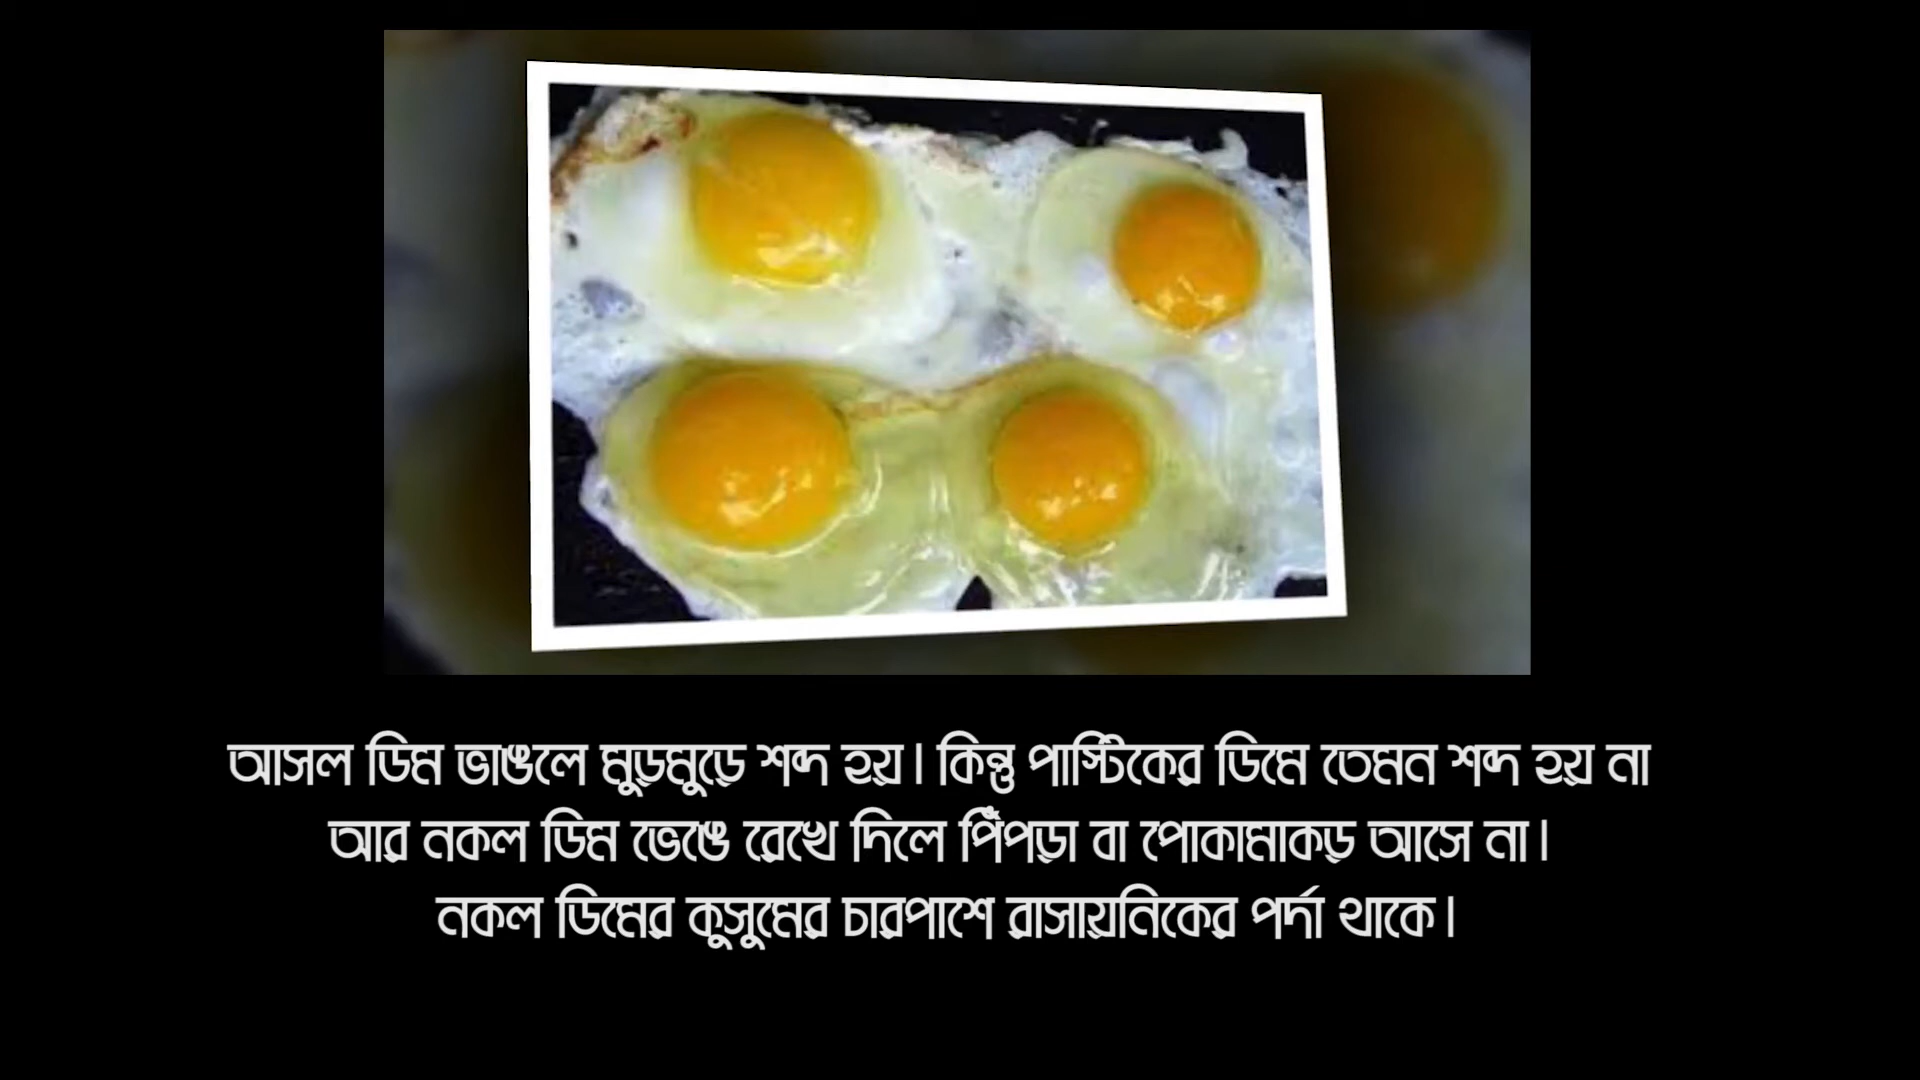 আসল ডিম ভাঙলে মুড়মুড়ে শব্দ হয়। কিন্তু পাস্টিকের ডিমে তেমন শব্দ হয় না
আর নকল ডিম ভেঙে রেখে দিলে পিঁপড়া বা পোকামাকড় আসে না।
নকল ডিমের কুসুমের চারপাশে রাসায়নিকের পর্দা থাকে।